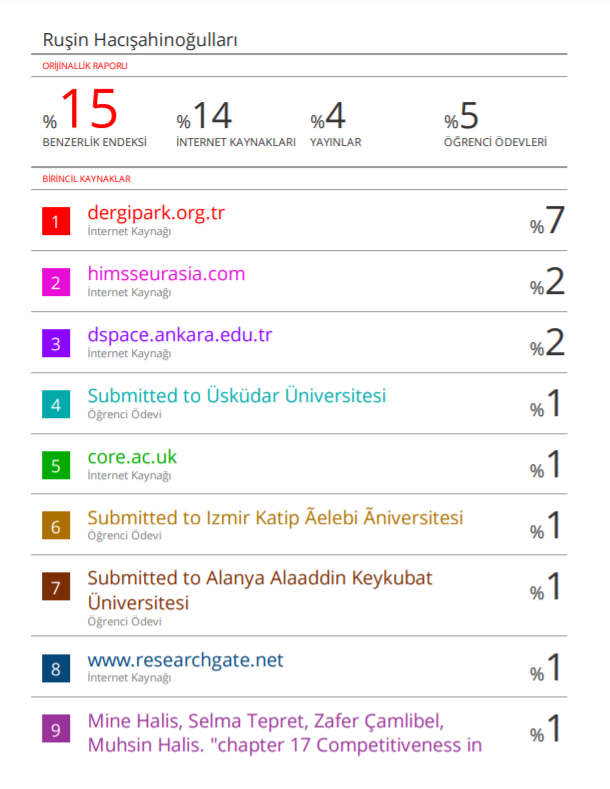 Ruşin Hacışahinoğulları
ORİJİNALLİK RAPORU
%15
%14
%4
%5
BENZERLİK ENDEKSİ
İNTERNET KAYNAKLARI
YAYINLAR
ÖĞRENCİ ÖDEVLERİ
BİRİNCİL KAYNAKLAR
1
dergipark.org.tr
İnternet Kaynağı
%7
2
himsseurasia.com
İnternet Kaynağı
%2
3
dspace.ankara.edu.tr
İnternet Kaynağı
%2
4
Submitted to Üsküdar Üniversitesi
Öğrenci Ödevi
%1
5
core.ac.uk
İnternet Kaynağı
%1
6
Submitted to Izmir Katip Ãelebi Ãniversitesi
Öğrenci Ödevi
%1
7
Submitted to Alanya Alaaddin Keykubat
Üniversitesi
Öğrenci Ödevi
%1
8
www.researchgate.net
İnternet Kaynağı
%1
9
Mine Halis, Selma Tepret, Zafer Çamlibel,
Muhsin Halis. "chapter 17 Competitiveness in
%1